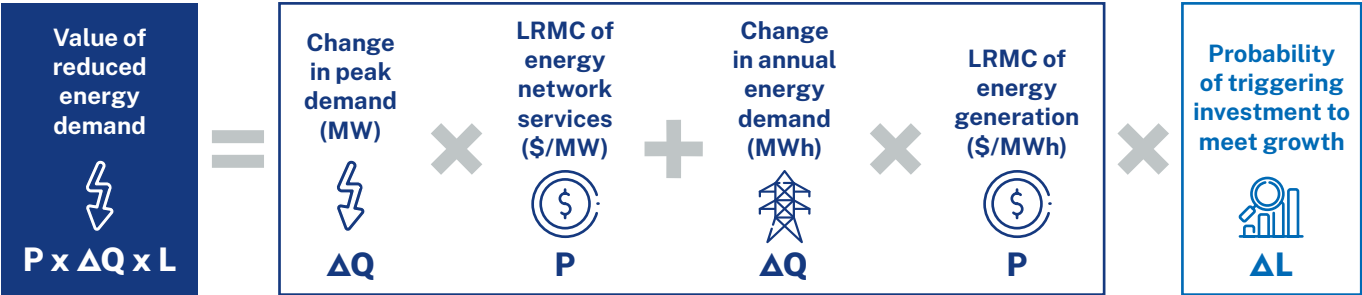 Value of
reduced
energy
demand
P x ΔQ x L
=
Change
in peak
demand
(MW)
ΔQ
×
LRMC of
energy
network
services
($/MW)
$
P
+
Change
in annual
energy
demand
(MWh)
ΔQ
×
LRMC of
energy
generation
($/MWh)
$
P
×
Probability
of triggering
investment to
meet growth
ΔL